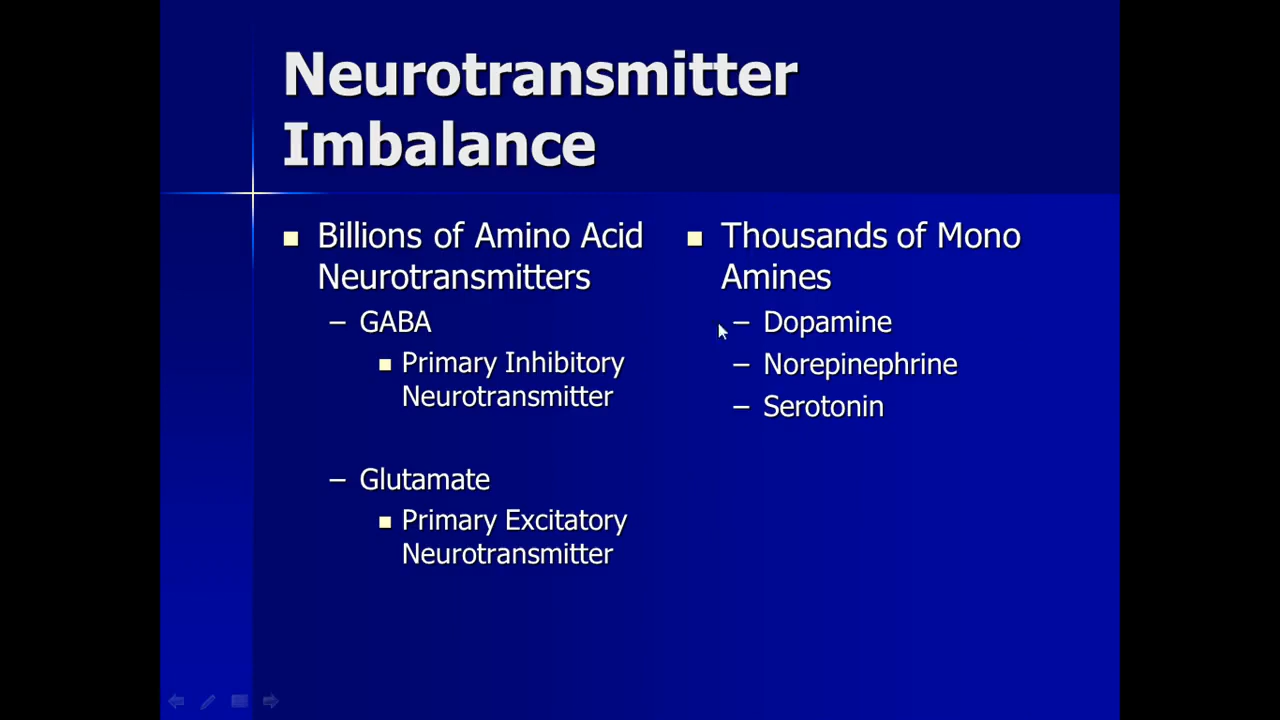 Neurotransmitter
Imbalance
Billions of Amino Acid
Neurotransmitters
– GABA
Primary Inhibitory
Neurotransmitter
– Glutamate
Primary Excitatory
Neurotransmitter
Thousands of Mono
Amines
– Dopamine
– Norepinephrine
– Serotonin